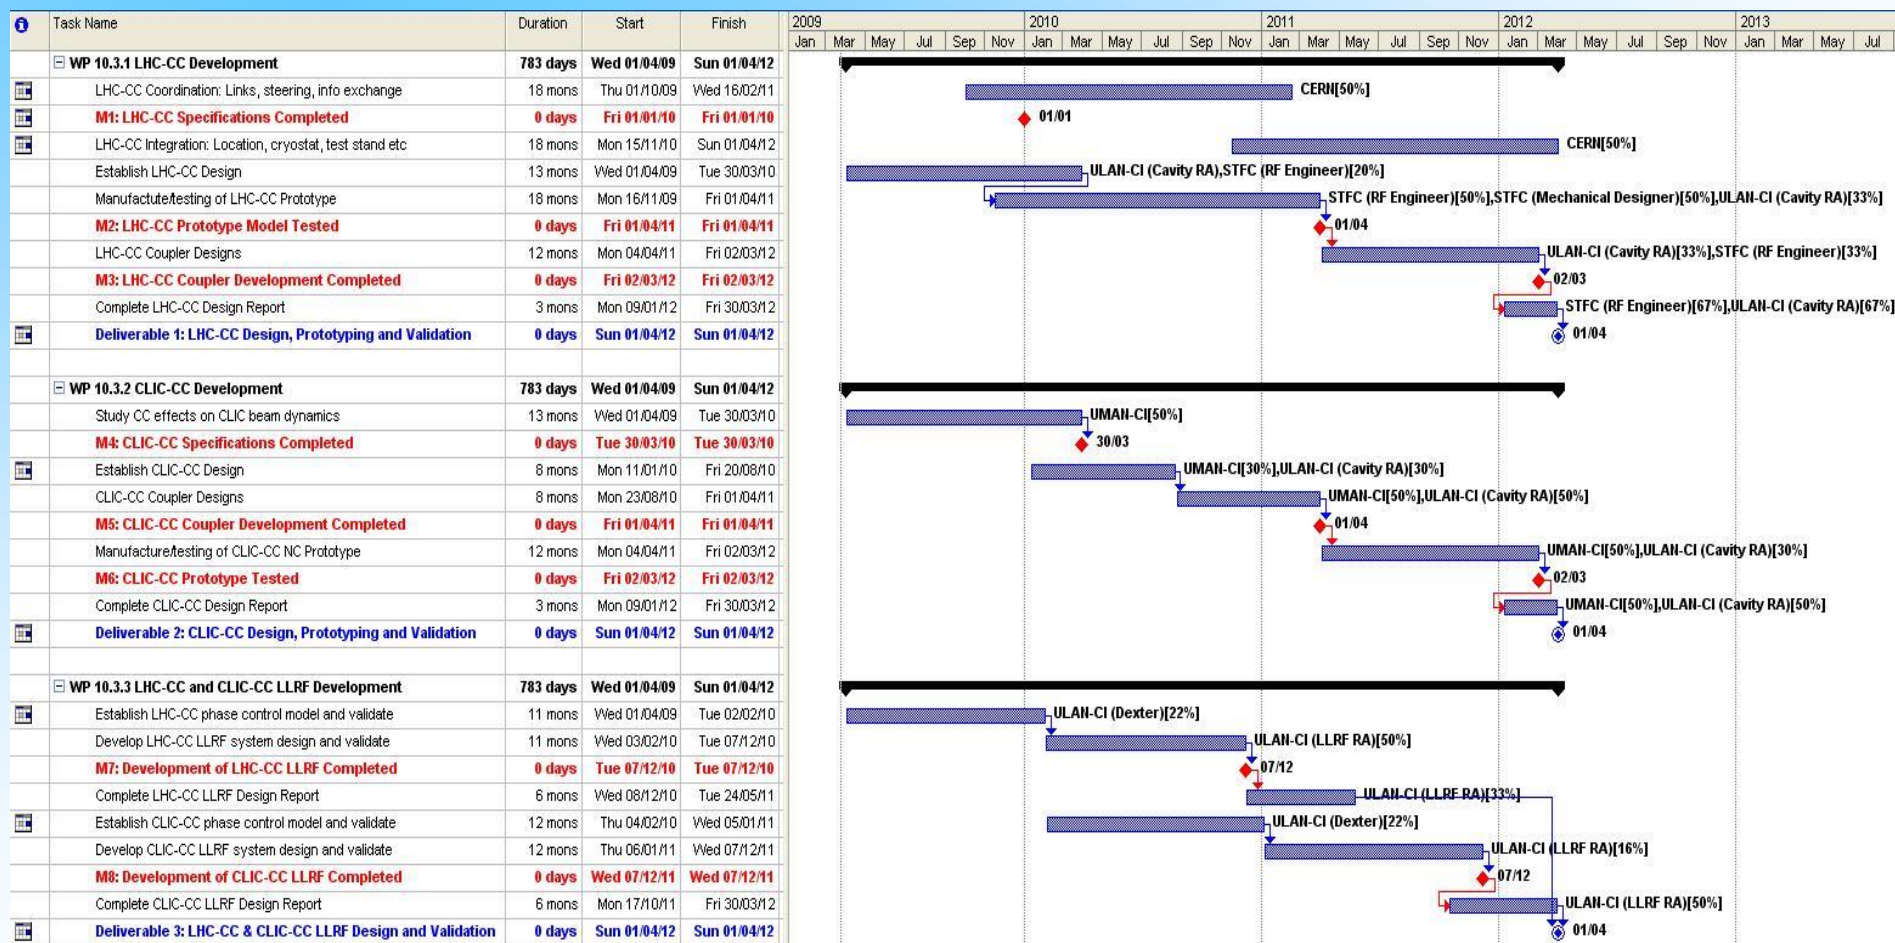 Task Name Duration Start Finish 2009 2010 2011 2012 2013
Jan Mar May Jul Sep Nov Jan Mar May Jul Sep Nov Jan Mar May Jul Sep Nov Jan Mar May Jul Sep Nov Jan Mar May Jul
WP 10.3.1 LHC-CC Development 783 days Wed 01/04/09 Sun 01/04/12
LHC-CC Coordination: Links, steering, info exchange 18 mons Thu 01/10/09 Wed 16/02/11 CERN[50%]
M1: LHC-CC Specifications Completed 0 days Fri 01/01/10 Fri 01/01/10 01/01
LHC-CC Integration: Location, cryostat, test stand etc 18 mons Mon 15/11/10 Sun 01/04/12 CERN[50%]
Establish LHC-CC Design 13 mons Wed 01/04/09 Tue 30/03/10 ULAN-CI (Cavity RA),STFC (RF Engineer)[20%]
Manufactute/testing of LHC-CC Prototype 18 mons Mon 16/11/09 Fri 01/04/11 STFC (RF Engineer)[50%],STFC (Mechanical Designer)[50%],ULAN-CI (Cavity RA)[33%]
M2: LHC-CC Prototype Model Tested 0 days Fri 01/04/11 Fri 01/04/11 01/04
LHC-CC Coupler Designs 12 mons Mon 04/04/11 Fri 02/03/12 ULAN-CI (Cavity RA)[33%],STFC (RF Engineer)[33%]
M3: LHC-CC Coupler Development Completed 0 days Fri 02/03/12 Fri 02/03/12 02/03
Complete LHC-CC Design Report 3 mons Mon 09/01/12 Fri 30/03/12 STFC (RF Engineer)[67%],ULAN-CI (Cavity RA)[67%]
Deliverable 1: LHC-CC Design, Prototyping and Validation 0 days Sun 01/04/12 Sun 01/04/12 01/04
WP 10.3.2 CLIC-CC Development 783 days Wed 01/04/09 Sun 01/04/12
Study CC effects on CLIC beam dynamics 13 mons Wed 01/04/09 Tue 30/03/10 UMAN-CI[50%]
M4: CLIC-CC Specifications Completed 0 days Tue 30/03/10 Tue 30/03/10 30/03
Establish CLIC-CC Design 8 mons Mon 11/01/10 Fri 20/08/10 UMAN-CI[30%],ULAN-CI (Cavity RA)[30%]
CLIC-CC Coupler Designs 8 mons Mon 23/08/10 Fri 01/04/11 UMAN-CI[50%],ULAN-CI (Cavity RA)[50%]
M5: CLIC-CC Coupler Development Completed 0 days Fri 01/04/11 Fri 01/04/11 01/04
Manufacture/testing of CLIC-CC NC Prototype 12 mons Mon 04/04/11 Fri 02/03/12 UMAN-CI[50%],ULAN-CI (Cavity RA)[30%]
M6: CLIC-CC Prototype Tested 0 days Fri 02/03/12 Fri 02/03/12 02/03
Complete CLIC-CC Design Report 3 mons Mon 09/01/12 Fri 30/03/12 UMAN-CI[50%],ULAN-CI (Cavity RA)[50%]
Deliverable 2: CLIC-CC Design, Prototyping and Validation 0 days Sun 01/04/12 Sun 01/04/12 01/04
WP 10.3.3 LHC-CC and CLIC-CC LLRF Development 783 days Wed 01/04/09 Sun 01/04/12
Establish LHC-CC phase control model and validate 11 mons Wed 01/04/09 Tue 02/02/10 ULAN-CI (Dexter)[22%]
Develop LHC-CC LLRF system design and validate 11 mons Wed 03/02/10 Tue 07/12/10 ULAN-CI (LLRF RA)[50%]
M7: Development of LHC-CC LLRF Completed 0 days Tue 07/12/10 Tue 07/12/10 07/12
Complete LHC-CC LLRF Design Report 6 mons Wed 08/12/10 Tue 24/05/11 ULAN-CI (LLRF RA)[33%]
Establish CLIC-CC phase control model and validate 12 mons Thu 04/02/10 Wed 05/01/11 ULAN-CI (Dexter)[22%]
Develop CLIC-CC LLRF system design and validate 12 mons Thu 06/01/11 Wed 07/12/11 ULAN-CI (LLRF RA)[16%]
M8: Development of CLIC-CC LLRF Completed 0 days Wed 07/12/11 Wed 07/12/11 07/12
Complete CLIC-CC LLRF Design Report 6 mons Mon 17/10/11 Fri 30/03/12 ULAN-CI (LLRF RA)[50%]
Deliverable 3: LHC-CC & CLIC-CC LLRF Design and Validation 0 days Sun 01/04/12 Sun 01/04/12 01/04